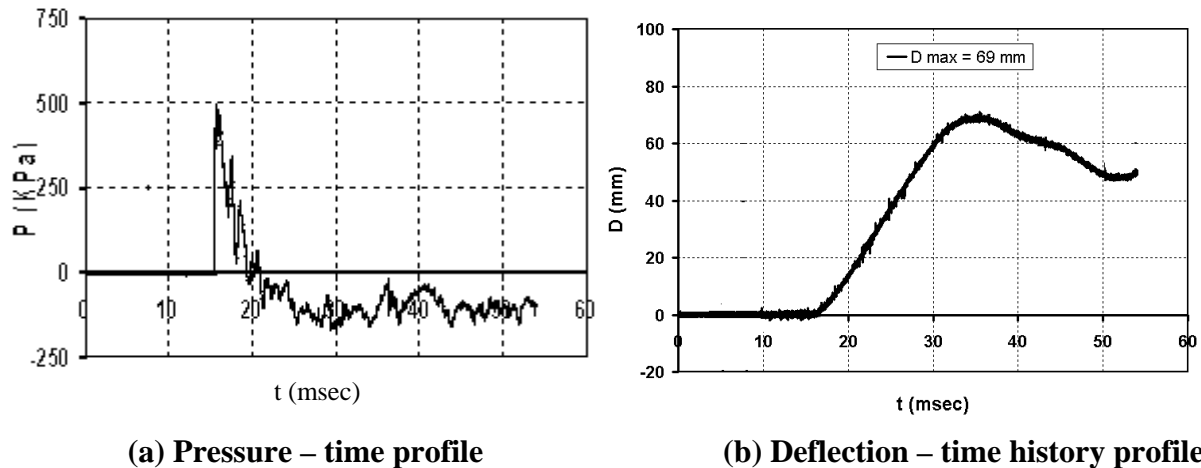 750
500
250
0
-250
P (KPa)
0 10 20 30 40 50 60
t (msec)
(a) Pressure – time profile
100
80
60
40
20
0
-20
D (mm)
D max = 69 mm
0 10 20 30 40 50 60
t (msec)
(b) Deflection – time history profile